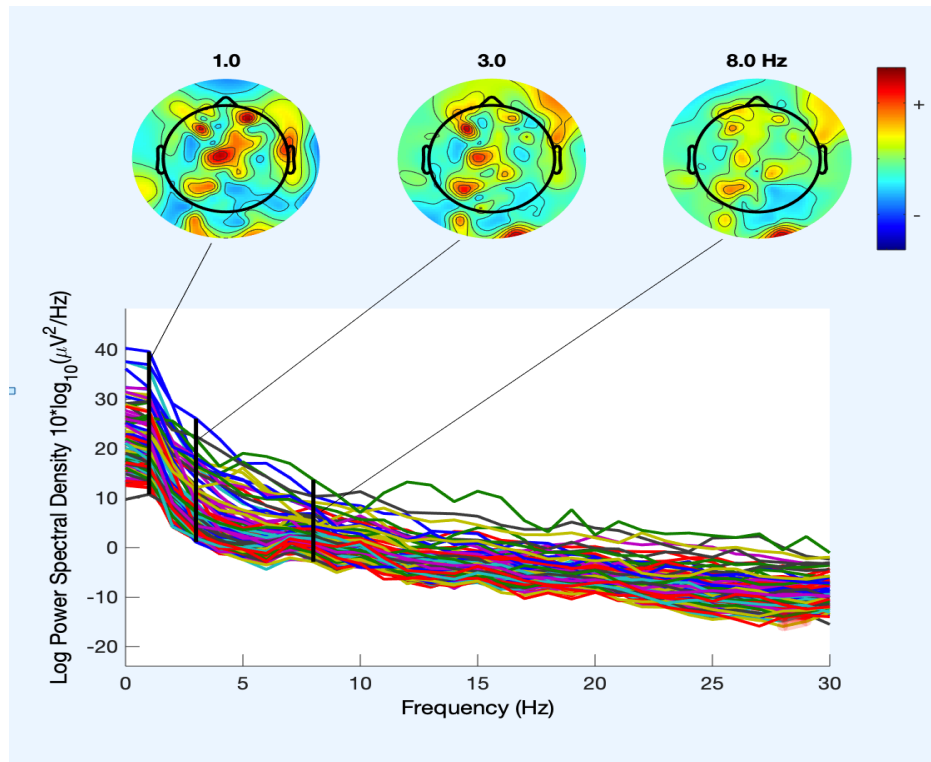 1.0
3.0
8.0 Hz
+
-
Log Power Spectral Density 10*log10(μV2/Hz)
40
30
20
10
0
-10
-20
0 5 10 15 20 25 30
Frequency (Hz)